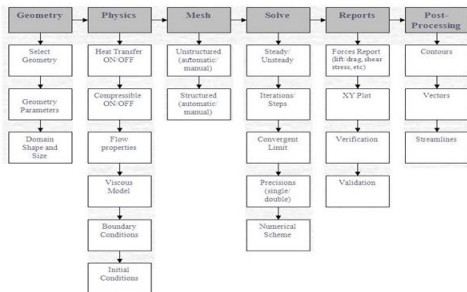 Geometry
Physics
Mesh
Solve
Reports
Post-
Processing
Select
Geometry
Geometry
Parameters
Domain
Shape and
Size
Heat Transfer
ON/OFF
Compressible
ON/OFF
Flow
properties
Viscous
Model
Boundary
Conditions
Initial
Conditions
Unstructured
(automatic/
manual)
Structured
(automatic/
manual)
Steady/
Unsteady
Iterations/
Steps
Convergent
Limit
Precisions
(single/
double)
Numerical
Scheme
Forces Report
(lift/drag, shear
stress, etc)
XY Plot
Verification
Validation
Contours
Vectors
Streamlines